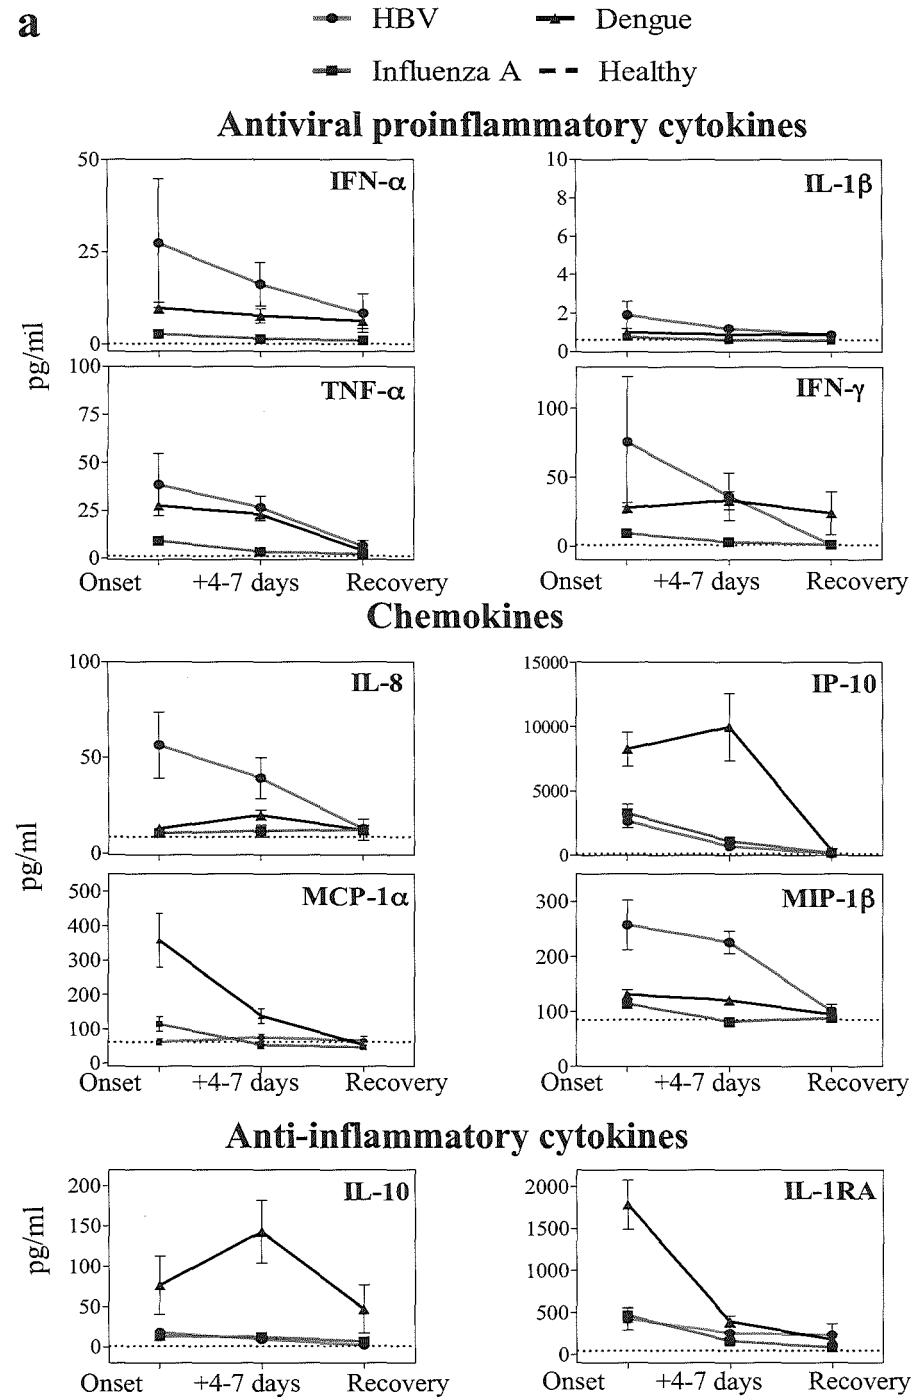 a
HBV Dengue
Influenza A Healthy
Antiviral proinflammatory cytokines
50
25
0
IFN-α
10
8
6
4
2
0
IL-1β
pg/ml
100
75
50
25
0
TNF-α
100
50
0
IFN-γ
Onset +4-7 days Recovery
Onset +4-7 days Recovery
Chemokines
100
50
0
IL-8
15000
10000
5000
0
IP-10
pg/ml
500
400
300
200
100
0
MCP-1α
300
200
100
0
MIP-1β
Onset +4-7 days Recovery
Onset +4-7 days Recovery
Anti-inflammatory cytokines
pg/ml
200
150
100
50
0
IL-10
2000
1500
1000
500
0
IL-1RA
Onset +4-7 days Recovery
Onset +4-7 days Recovery